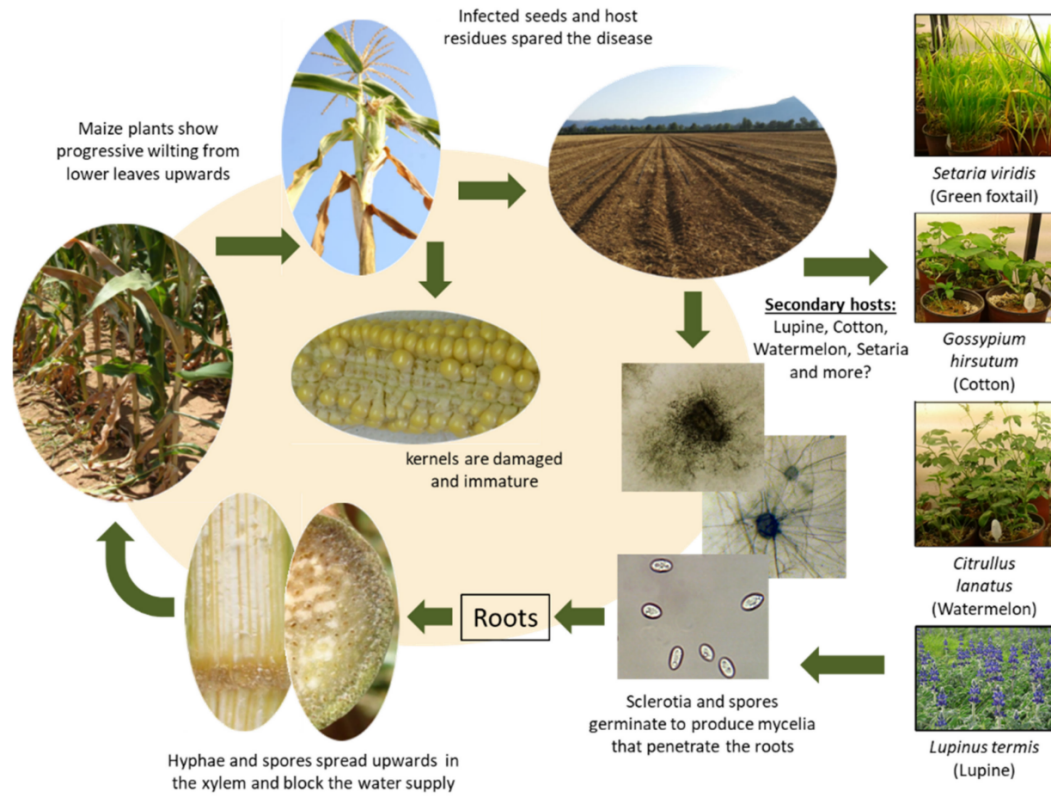 Infected seeds and host
residues spared the disease
Maize plants show
progressive wilting from
lower leaves upwards
Setaria viridis
(Green foxtail)
Secondary hosts:
Lupine, Cotton,
Watermelon, Setaria
and more?
Gossypium
hirsutum
(Cotton)
kernels are damaged
and immature
Citrullus
lanatus
(Watermelon)
Roots
Sclerotia and spores
germinate to produce mycelia
that penetrate the roots
Lupinus termis
(Lupine)
Hyphae and spores spread upwards in
the xylem and block the water supply